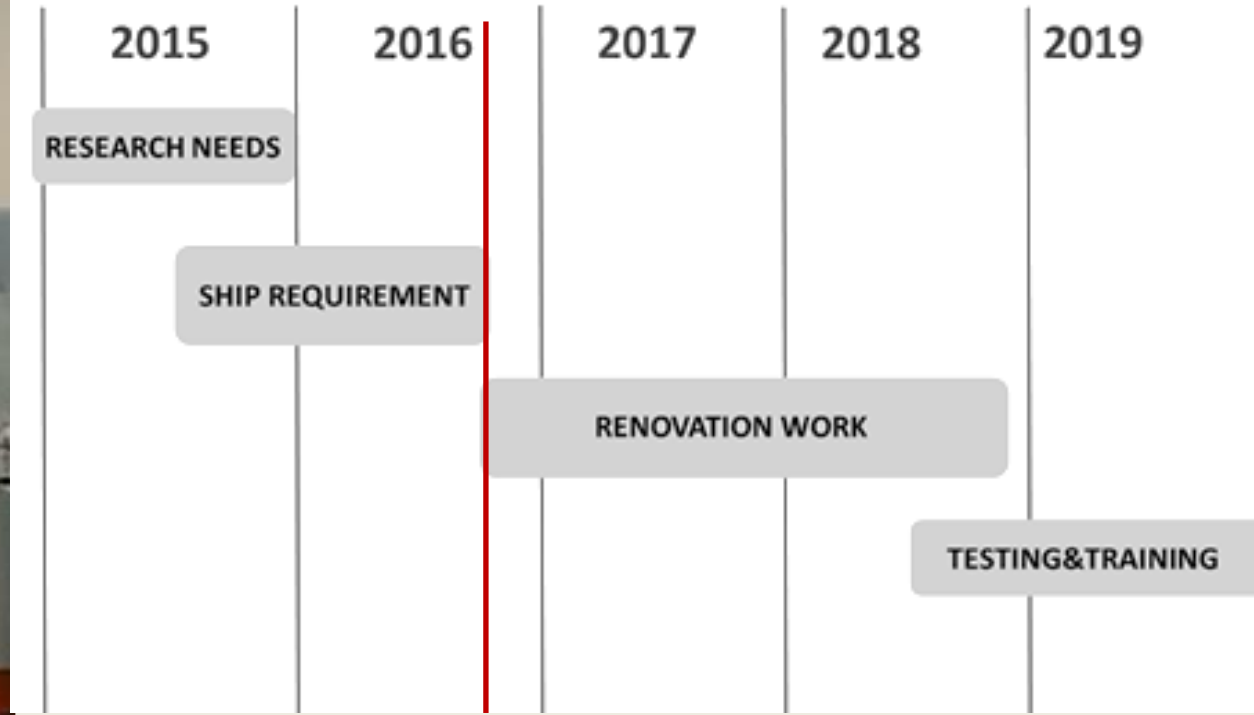 2015 2016 2017 2018 2019
RESEARCH NEEDS
SHIP REQUIREMENT
RENOVATION WORK
TESTING&TRAINING